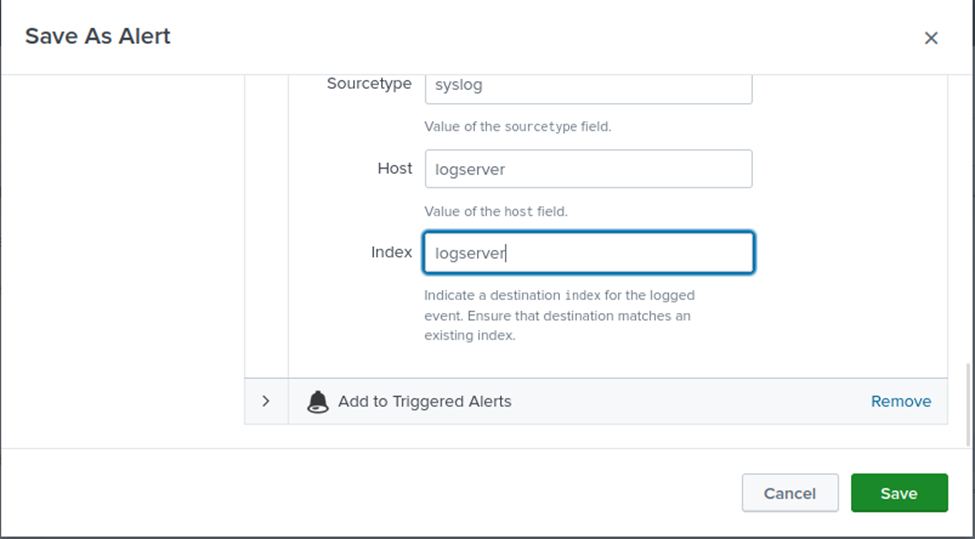 Save As Alert
Sourcetype syslog
Value of the sourcetype field.
Host logserver
Value of the host field.
Index logserver
Indicate a destination index for the logged
event. Ensure that destination matches an
existing index.
Add to Triggered Alerts Remove
Cancel Save